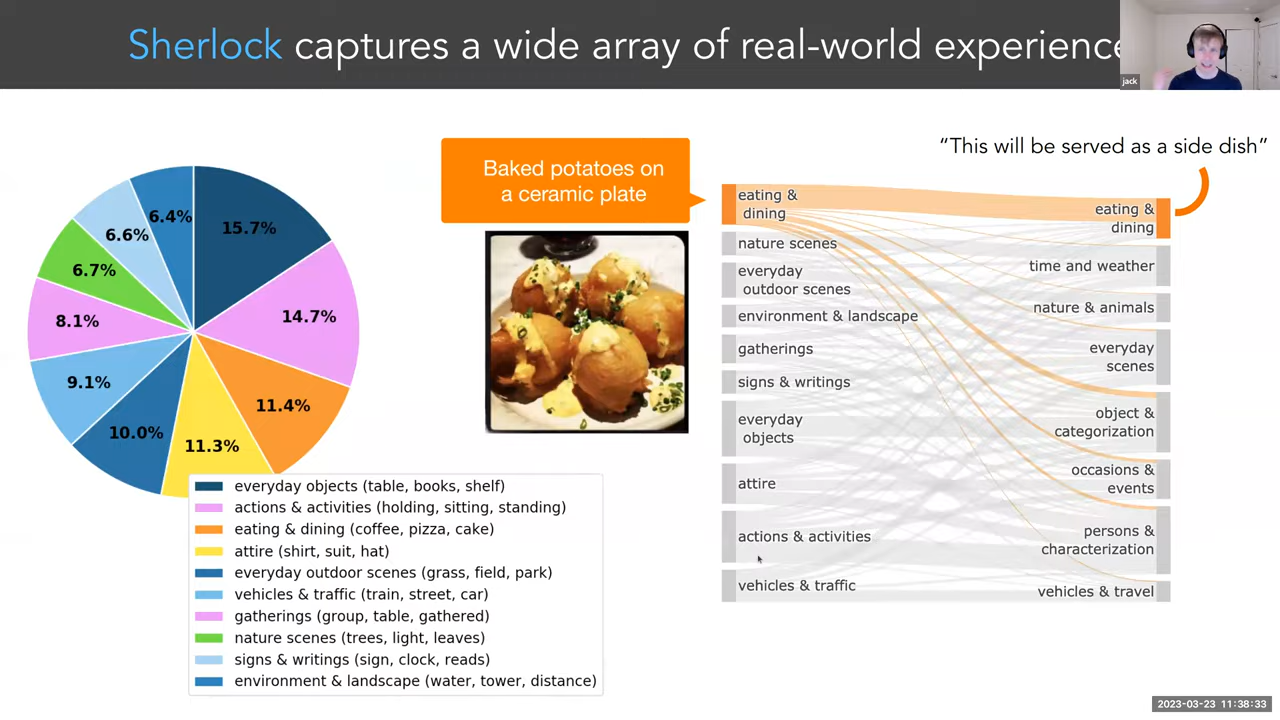 Sherlock captures a wide array of real-world experience
jack
15.7%
14.7%
11.4%
11.3%
10.0%
9.1%
8.1%
6.7%
6.6%
6.4%
everyday objects (table, books, shelf)
actions & activities (holding, sitting, standing)
eating & dining (coffee, pizza, cake)
attire (shirt, suit, hat)
everyday outdoor scenes (grass, field, park)
vehicles & traffic (train, street, car)
gatherings (group, table, gathered)
nature scenes (trees, light, leaves)
signs & writings (sign, clock, reads)
environment & landscape (water, tower, distance)
Baked potatoes on
a ceramic plate
"This will be served as a side dish"
eating &
dining
nature scenes
everyday
outdoor scenes
environment & landscape
gatherings
signs & writings
everyday
objects
attire
actions & activities
vehicles & traffic
eating &
dining
time and weather
nature & animals
everyday
scenes
object &
categorization
occasions &
events
persons &
characterization
vehicles & travel
2023-03-23 11:38:33